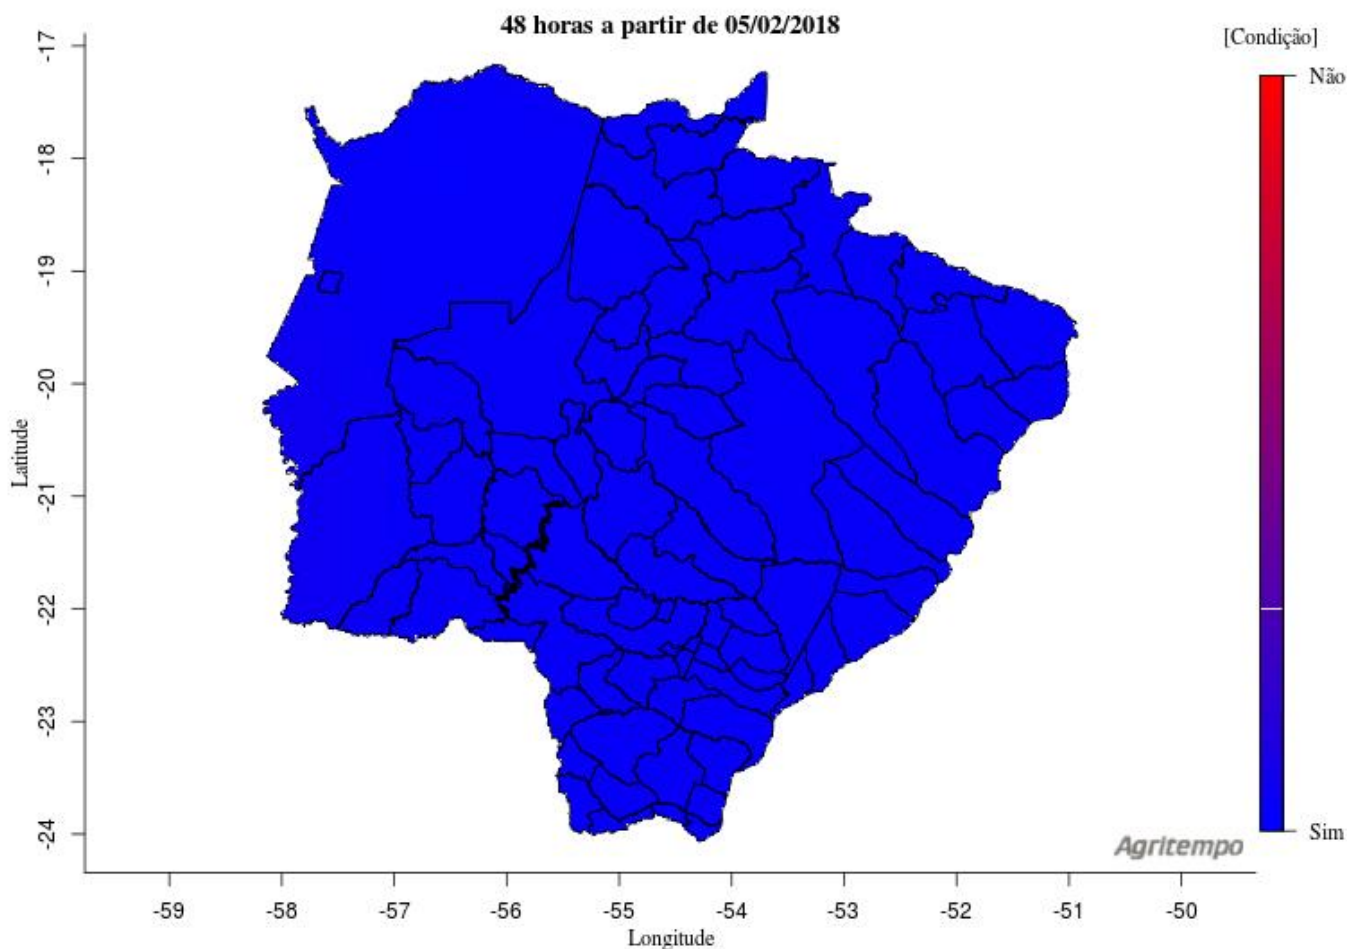 48 horas a partir de 05/02/2018
[Condição]
Não
Sim
-17
-18
-19
-20
-21
-22
-23
-24
Latitude
Agritempo
-59 -58 -57 -56 -55 -54 -53 -52 -51 -50
Longitude